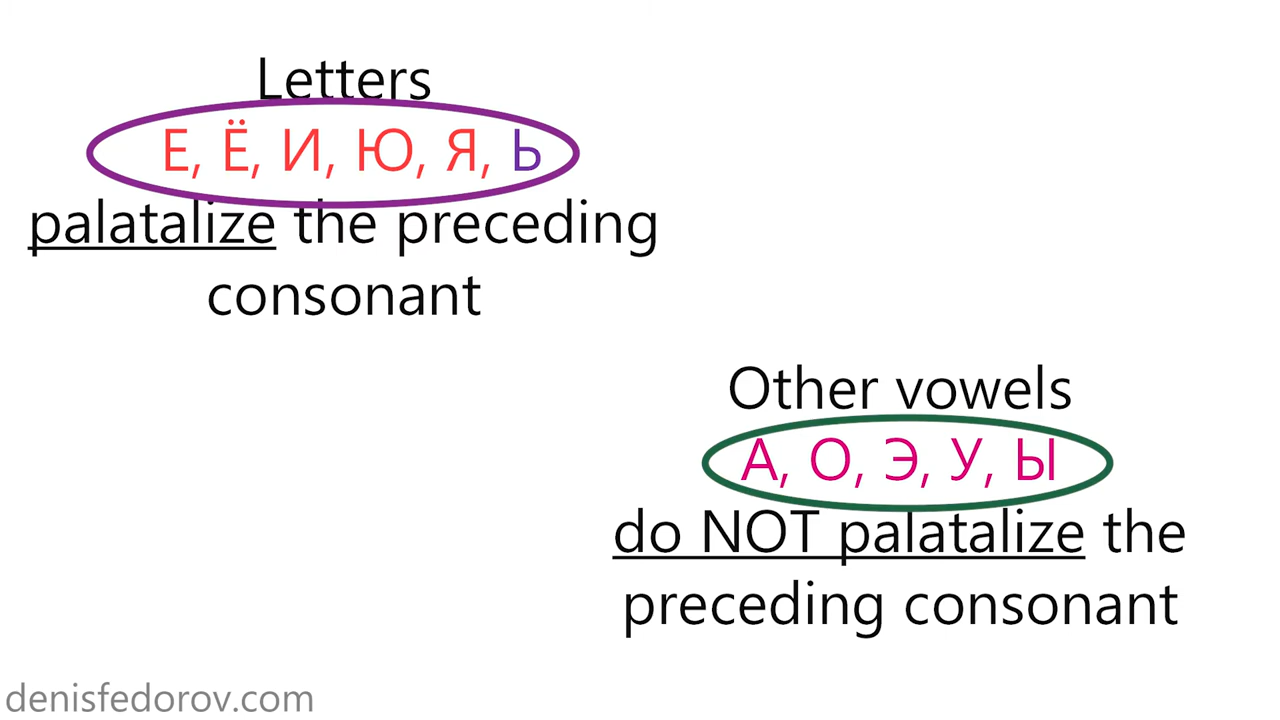 Letters
Е, Ё, И, Ю, Я, Ь
palatalize the preceding
consonant
Other vowels
А, О, Э, У, Ы
do NOT palatalize the
preceding consonant
denisfedorov.com